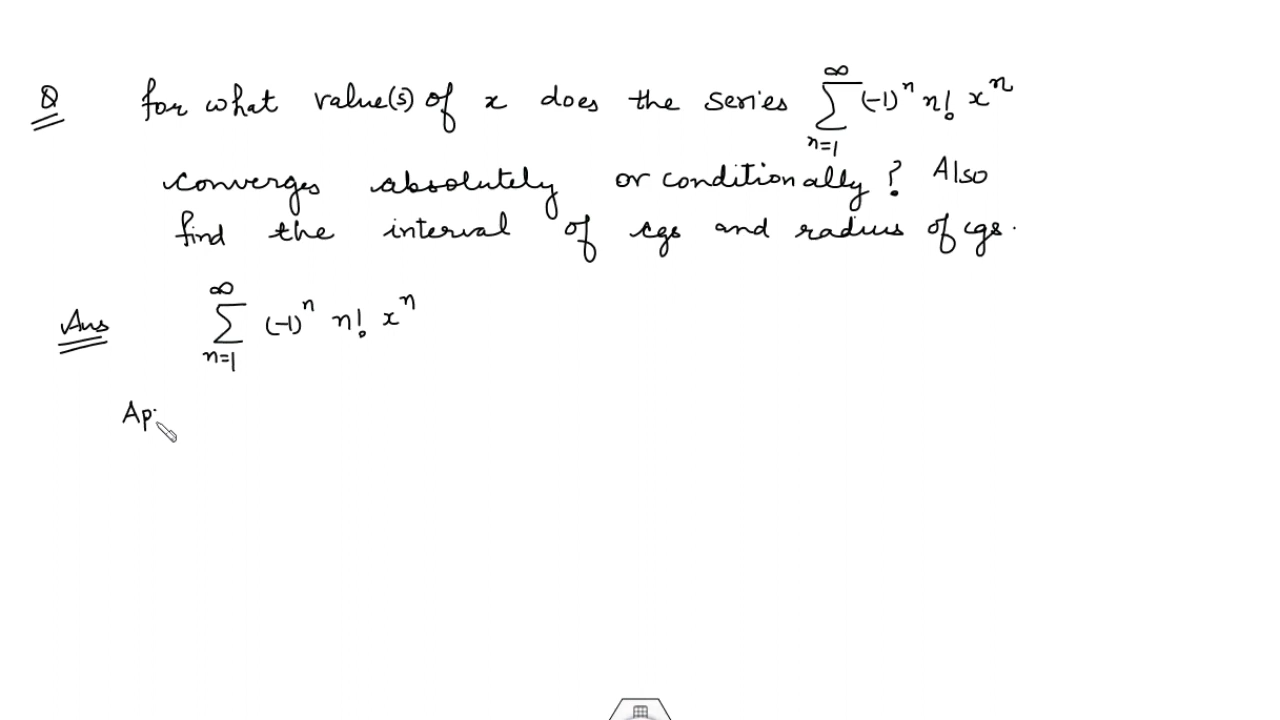 Q for what value(s) of x does the series ∑_{n=1}^{∞} (-1)^n n! x^n
converges absolutely or conditionally? Also
find the interval of cgs and radius of cgs.
Ans ∑_{n=1}^{∞} (-1)^n n! x^n
Ap